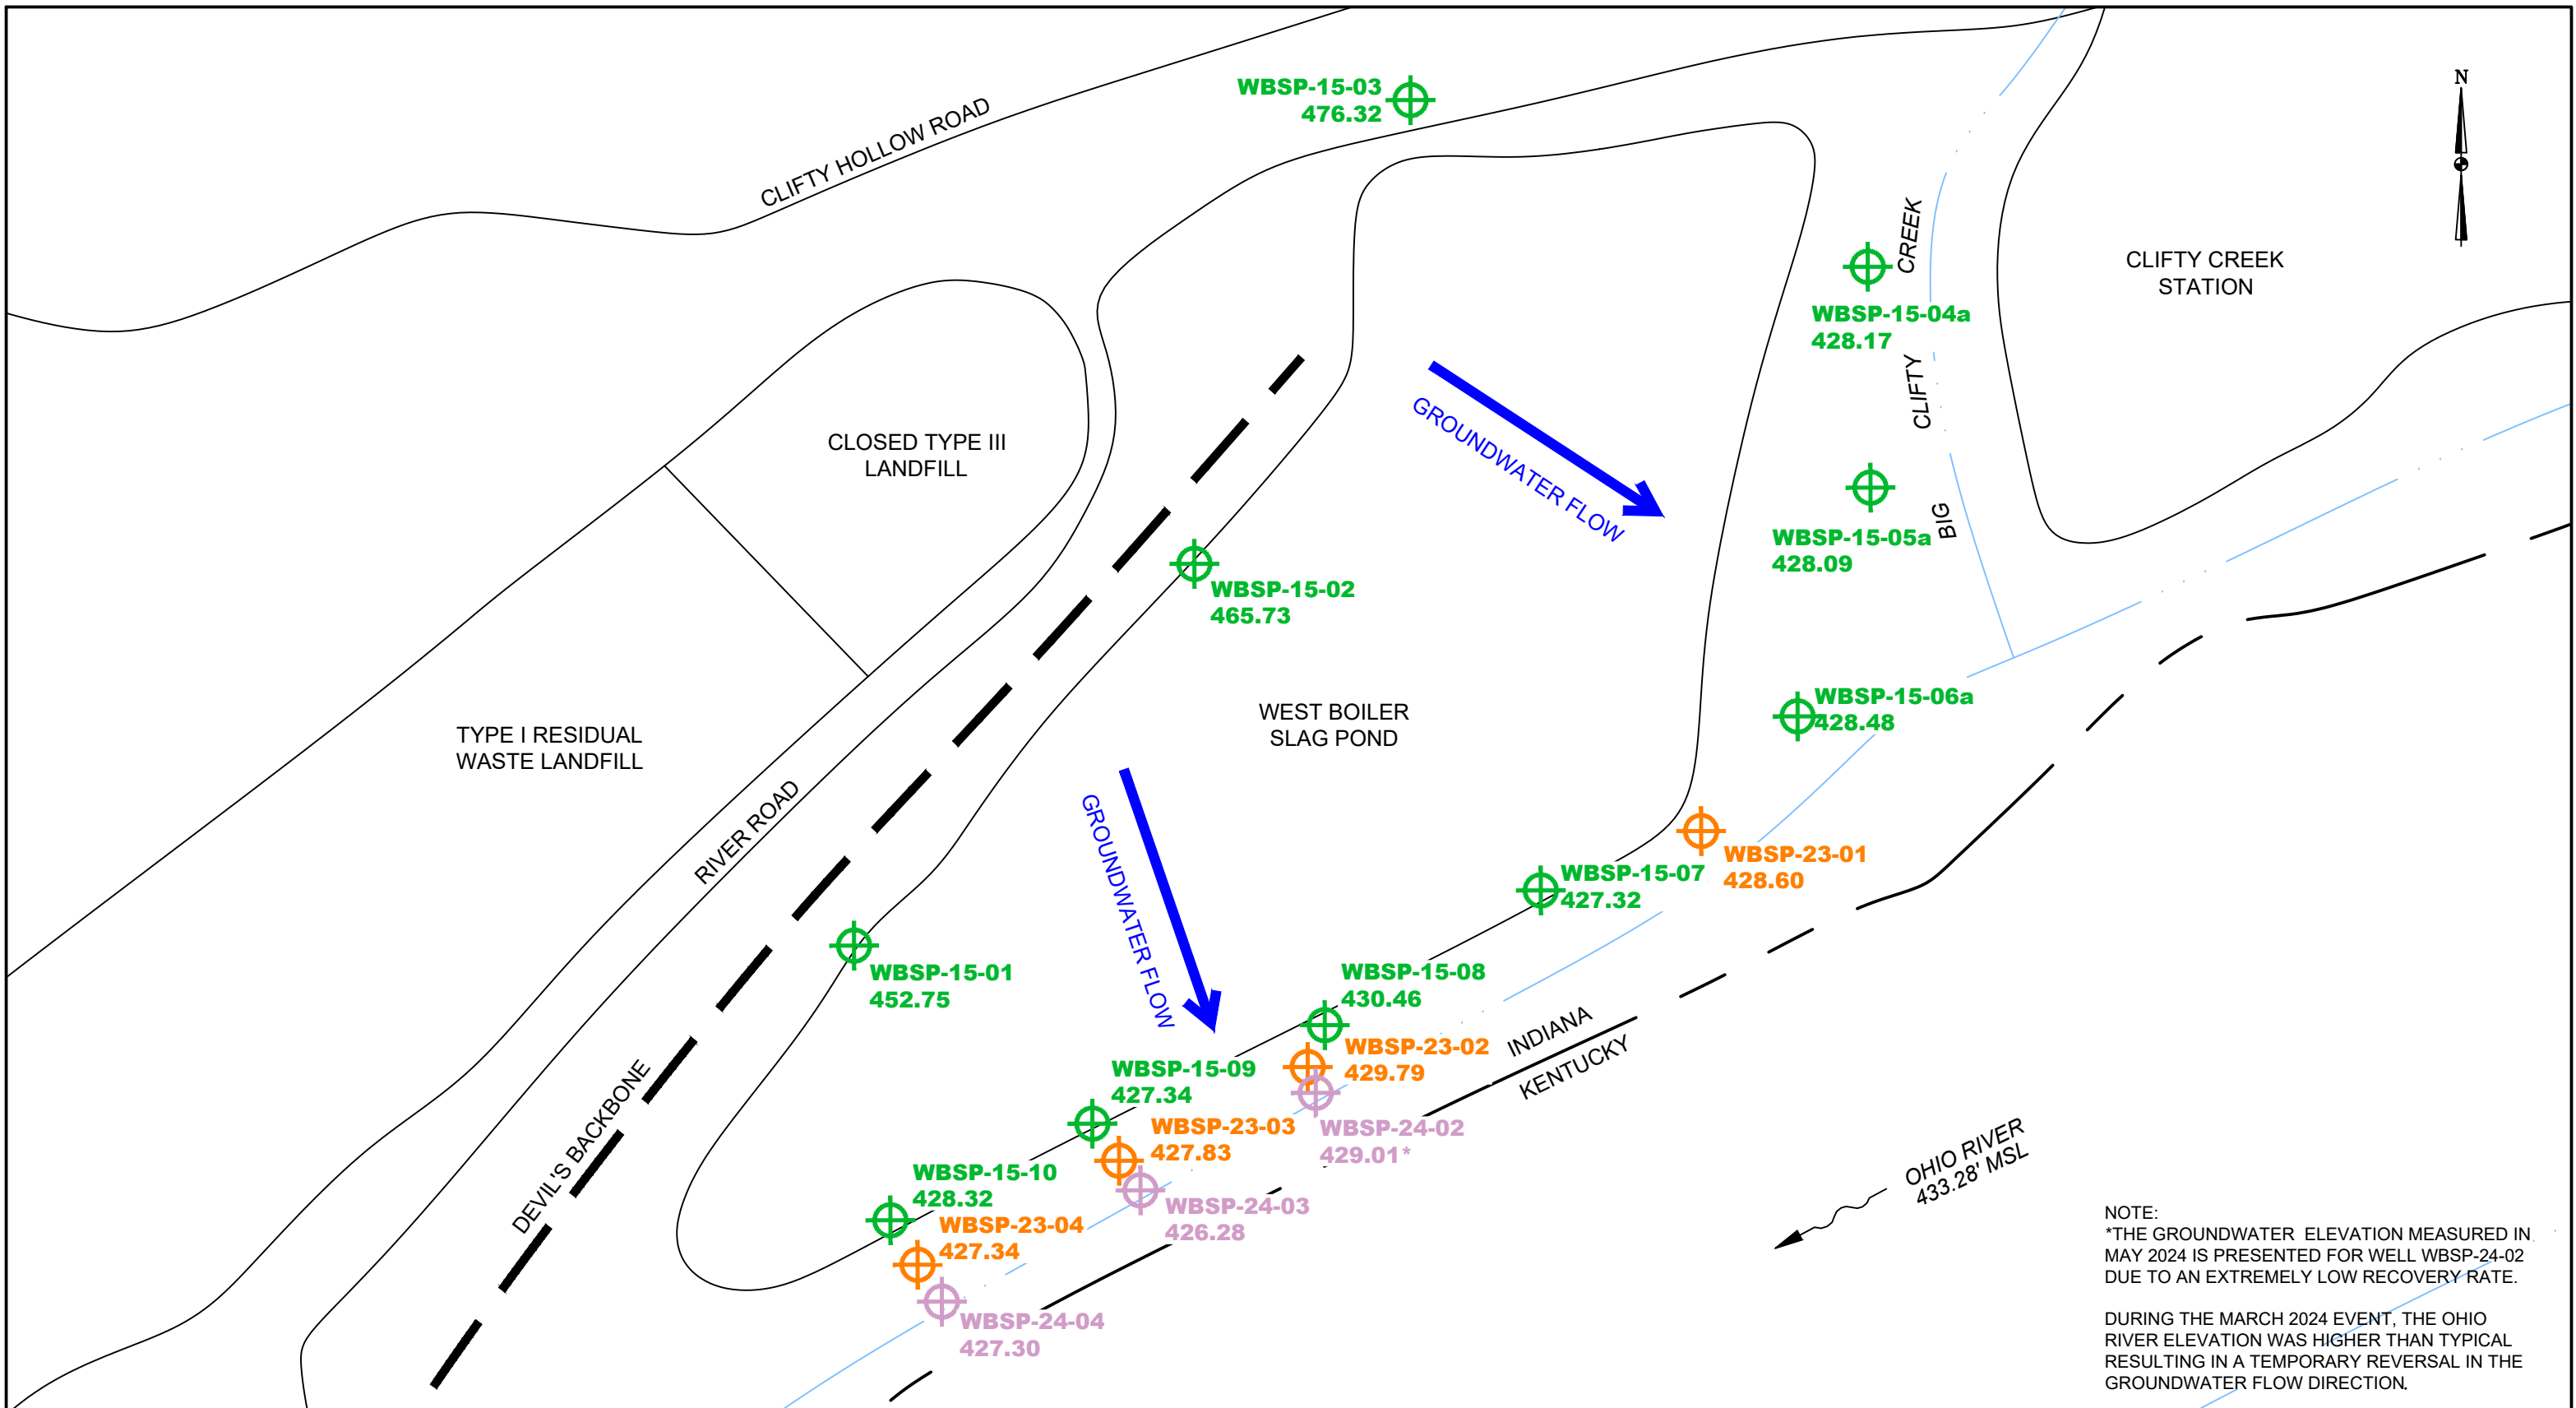 N
WBSP-15-03
476.32
CLIFTY HOLLOW ROAD
CREEK
CLIFTY
BIG
CLIFTY CREEK
STATION
WBSP-15-04a
428.17
CLOSED TYPE III
LANDFILL
GROUNDWATER FLOW
WBSP-15-05a
428.09
WBSP-15-02
465.73
WBSP-15-06a
428.48
WEST BOILER
SLAG POND
TYPE I RESIDUAL
WASTE LANDFILL
RIVER ROAD
GROUNDWATER FLOW
WBSP-23-01
428.60
WBSP-15-07
427.32
WBSP-15-01
452.75
WBSP-15-08
430.46
INDIANA
KENTUCKY
WBSP-23-02
429.79
WBSP-15-09
427.34
WBSP-23-03
427.83
WBSP-24-02
429.01*
DEVIL'S BACKBONE
WBSP-15-10
428.32
WBSP-24-03
426.28
WBSP-23-04
427.34
WBSP-24-04
427.30
OHIO RIVER
433.28' MSL
NOTE:
*THE GROUNDWATER ELEVATION MEASURED IN
MAY 2024 IS PRESENTED FOR WELL WBSP-24-02
DUE TO AN EXTREMELY LOW RECOVERY RATE.
DURING THE MARCH 2024 EVENT, THE OHIO
RIVER ELEVATION WAS HIGHER THAN TYPICAL
RESULTING IN A TEMPORARY REVERSAL IN THE
GROUNDWATER FLOW DIRECTION.